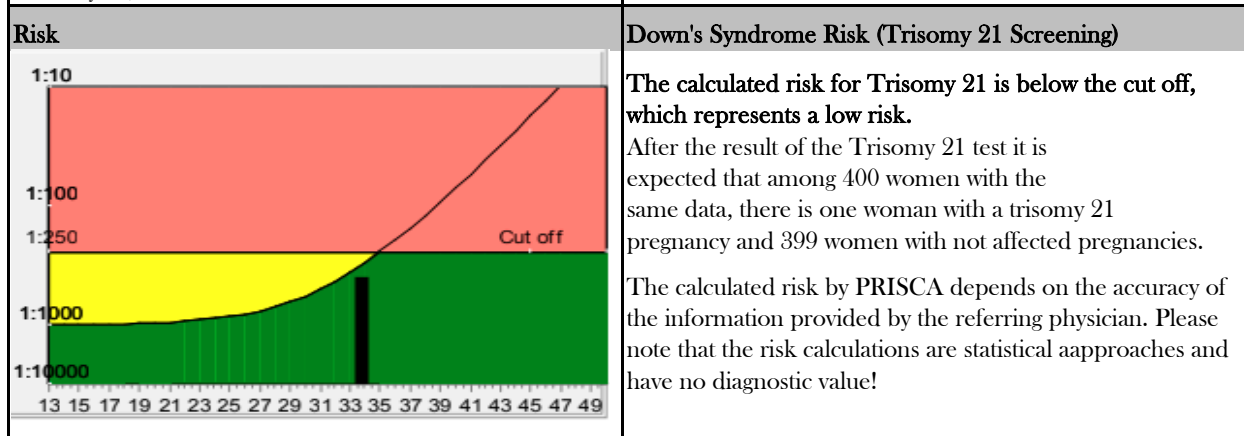 Risk
1:10
1:100
1:250
Cut off
1:1000
1:10000
13 15 17 19 21 23 25 27 29 31 33 35 37 39 41 43 45 47 49
Down's Syndrome Risk (Trisomy 21 Screening)
The calculated risk for Trisomy 21 is below the cut off,
which represents a low risk.
After the result of the Trisomy 21 test it is
expected that among 400 women with the
same data, there is one woman with a trisomy 21
pregnancy and 399 women with not affected pregnancies.
The calculated risk by PRISCA depends on the accuracy of
the information provided by the referring physician. Please
note that the risk calculations are statistical aapproaches and
have no diagnostic value!